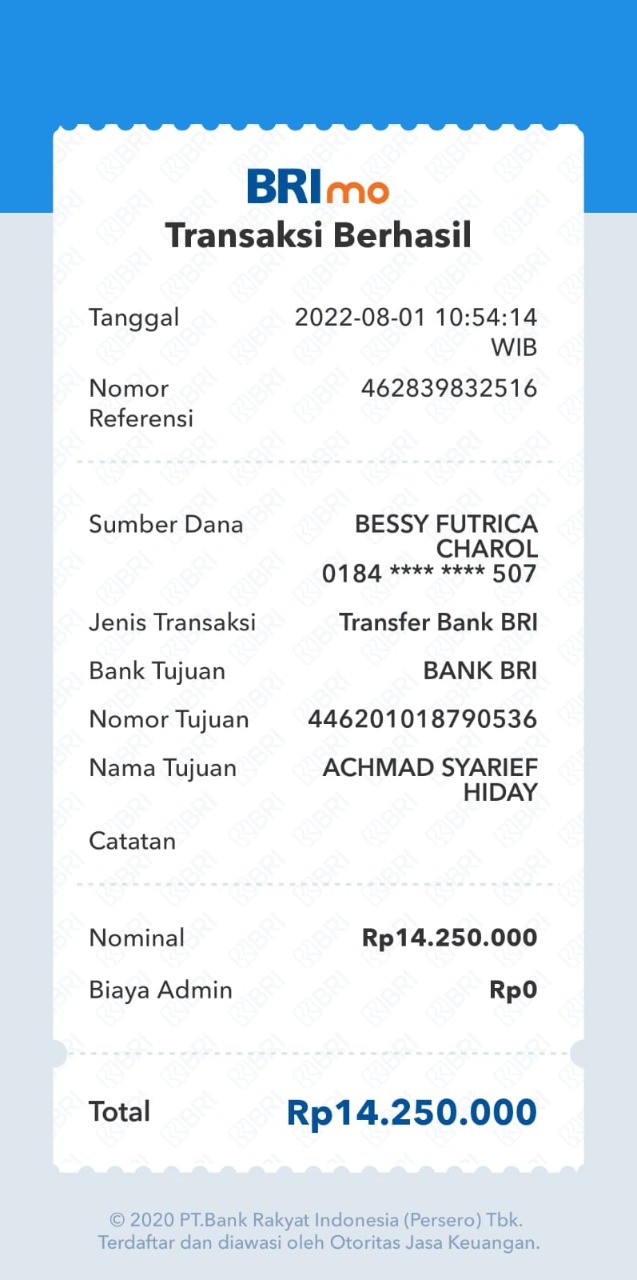 BRImo
Transaksi Berhasil
Tanggal 2022-08-01 10:54:14
WIB
Nomor 462839832516
Referensi
Sumber Dana BESSY FUTRICA
CHAROL
0184 **** **** 507
Jenis Transaksi Transfer Bank BRI
Bank Tujuan BANK BRI
Nomor Tujuan 446201018790536
Nama Tujuan ACHMAD SYARIEF
HIDAY
Catatan
Nominal Rp14.250.000
Biaya Admin Rp0
Total Rp14.250.000
© 2020 PT.Bank Rakyat Indonesia (Persero) Tbk.
Terdaftar dan diawasi oleh Otoritas Jasa Keuangan.